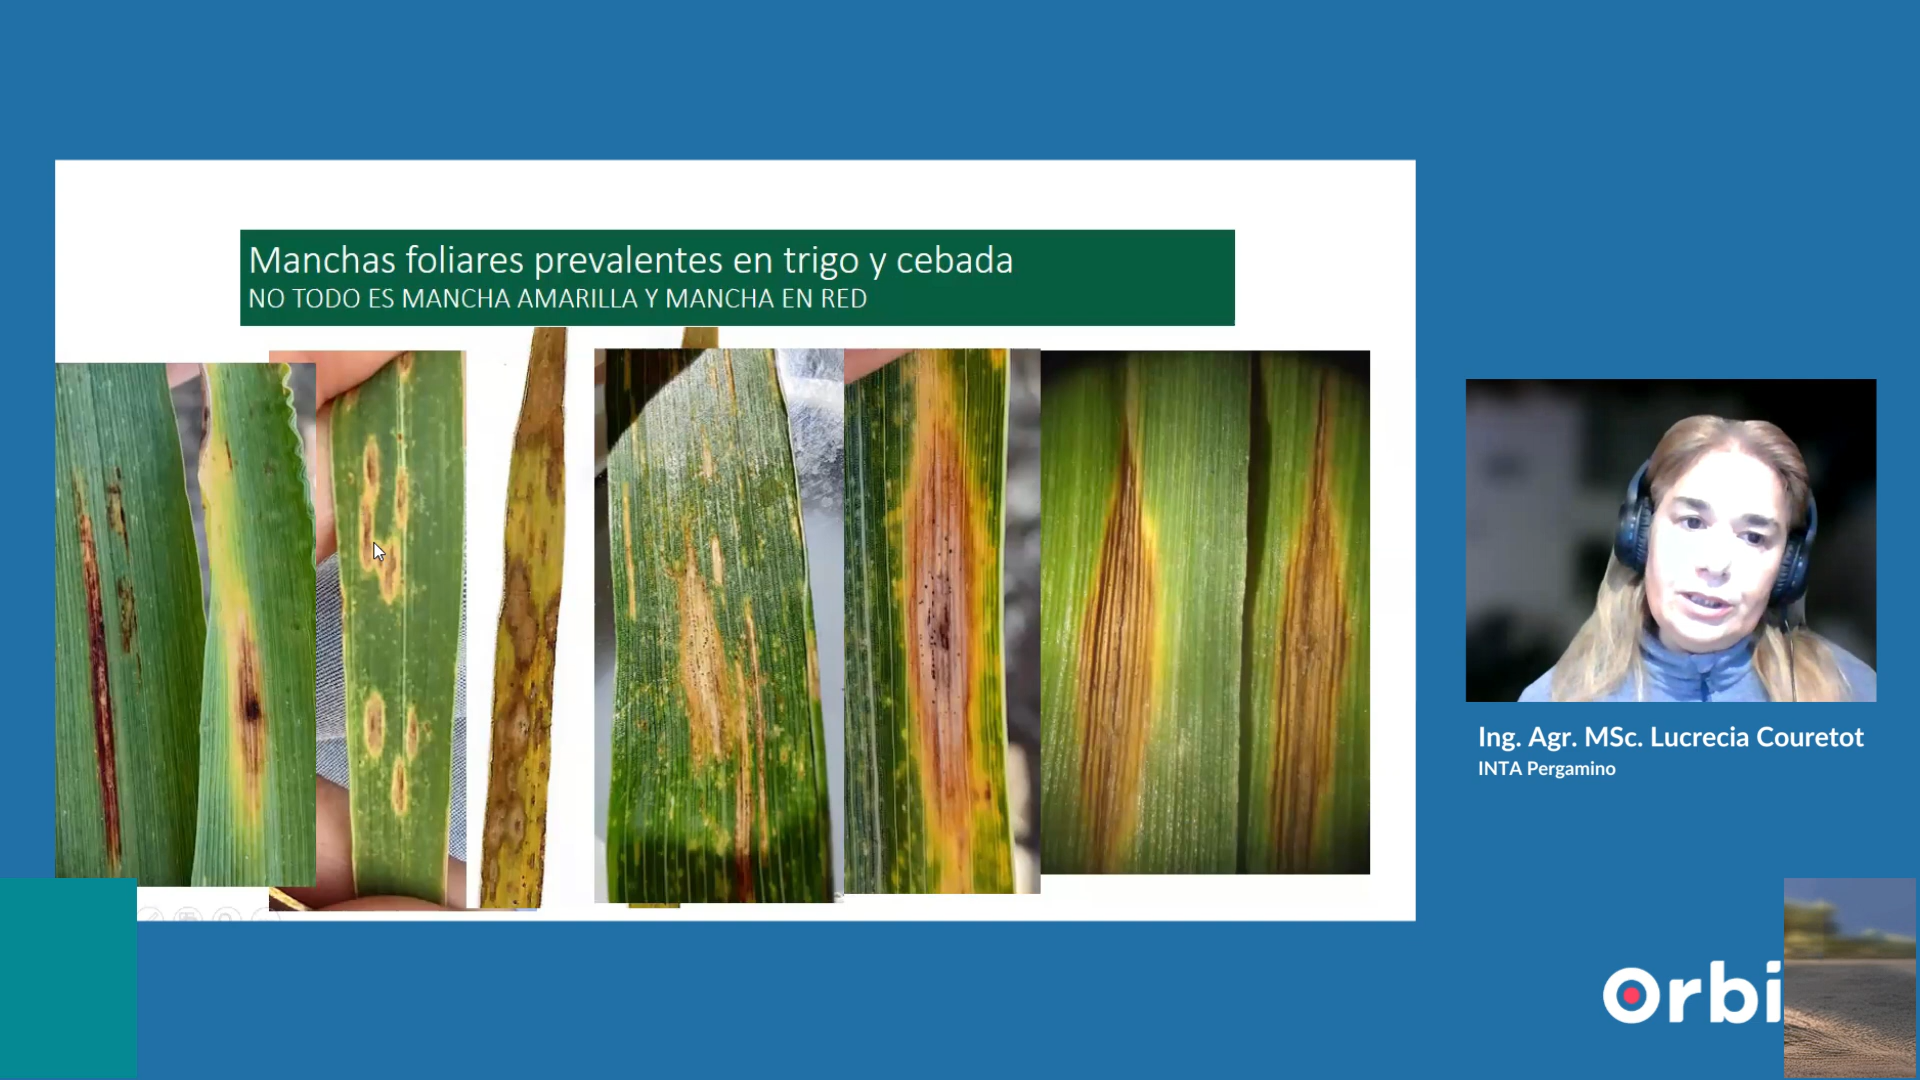 Manchas foliares prevalentes en trigo y cebada
NO TODO ES MANCHA AMARILLA Y MANCHA EN RED
Ing. Agr. MSc. Lucrecia Couretot
INTA Pergamino
Orbi